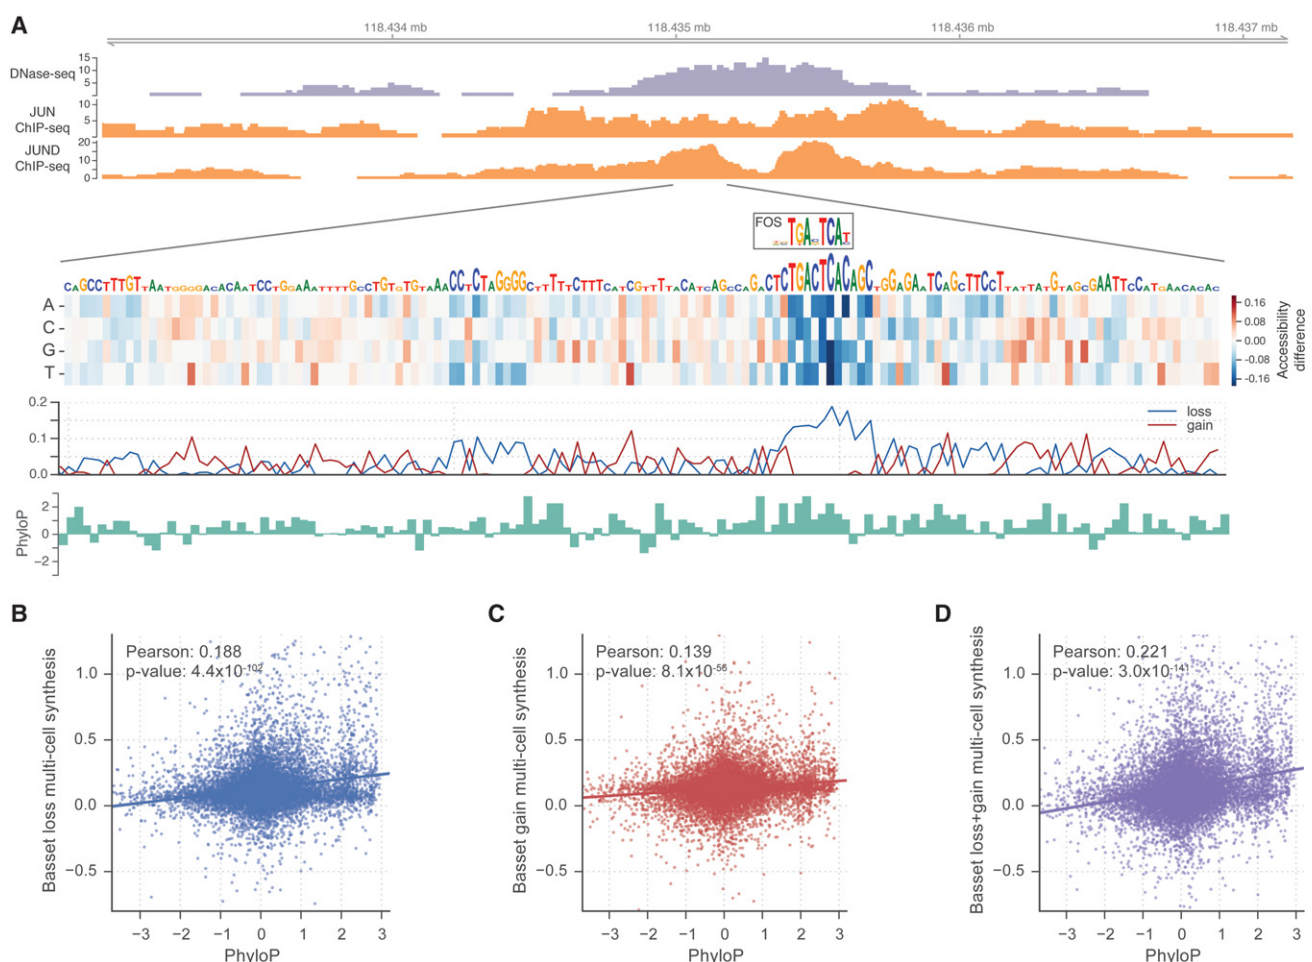 A
118.434 mb 118.435 mb 118.436 mb 118.437 mb
DNase-seq
15
10
5
0
JUN
ChIP-seq
10
5
0
JUND
ChIP-seq
20
10
0
FOS TGA TCA
A
C
G
T
0.16
0.08
0.00
-0.08
-0.16
Accessibility
difference
0.2
0.1
0.0
loss
gain
PhyloP
2
0
−2
B
Basset loss multi-cell synthesis
Pearson: 0.188
p-value: 4.4x10-102
1.0
0.5
0.0
−0.5
−3 −2 −1 0 1 2 3
PhyloP
C
Basset gain multi-cell synthesis
Pearson: 0.139
p-value: 8.1x10-56
1.0
0.5
0.0
−0.5
−3 −2 −1 0 1 2 3
PhyloP
D
Basset loss+gain multi-cell synthesis
Pearson: 0.221
p-value: 3.0x10-141
1.0
0.5
0.0
−0.5
−3 −2 −1 0 1 2 3
PhyloP